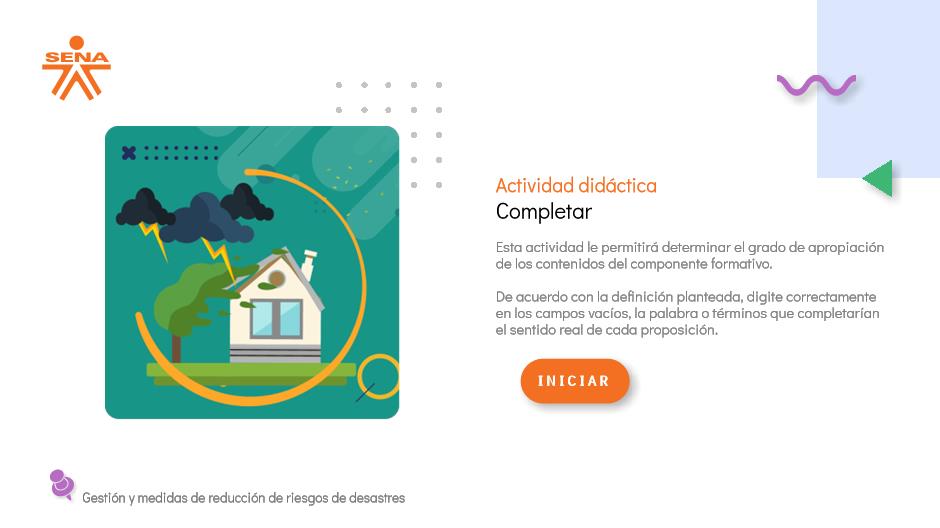 SENA
Actividad didáctica
Completar
Esta actividad le permitirá determinar el grado de apropiación
de los contenidos del componente formativo.
De acuerdo con la definición planteada, digite correctamente
en los campos vacíos, la palabra o términos que completarían
el sentido real de cada proposición.
INICIAR
Gestión y medidas de reducción de riesgos de desastres